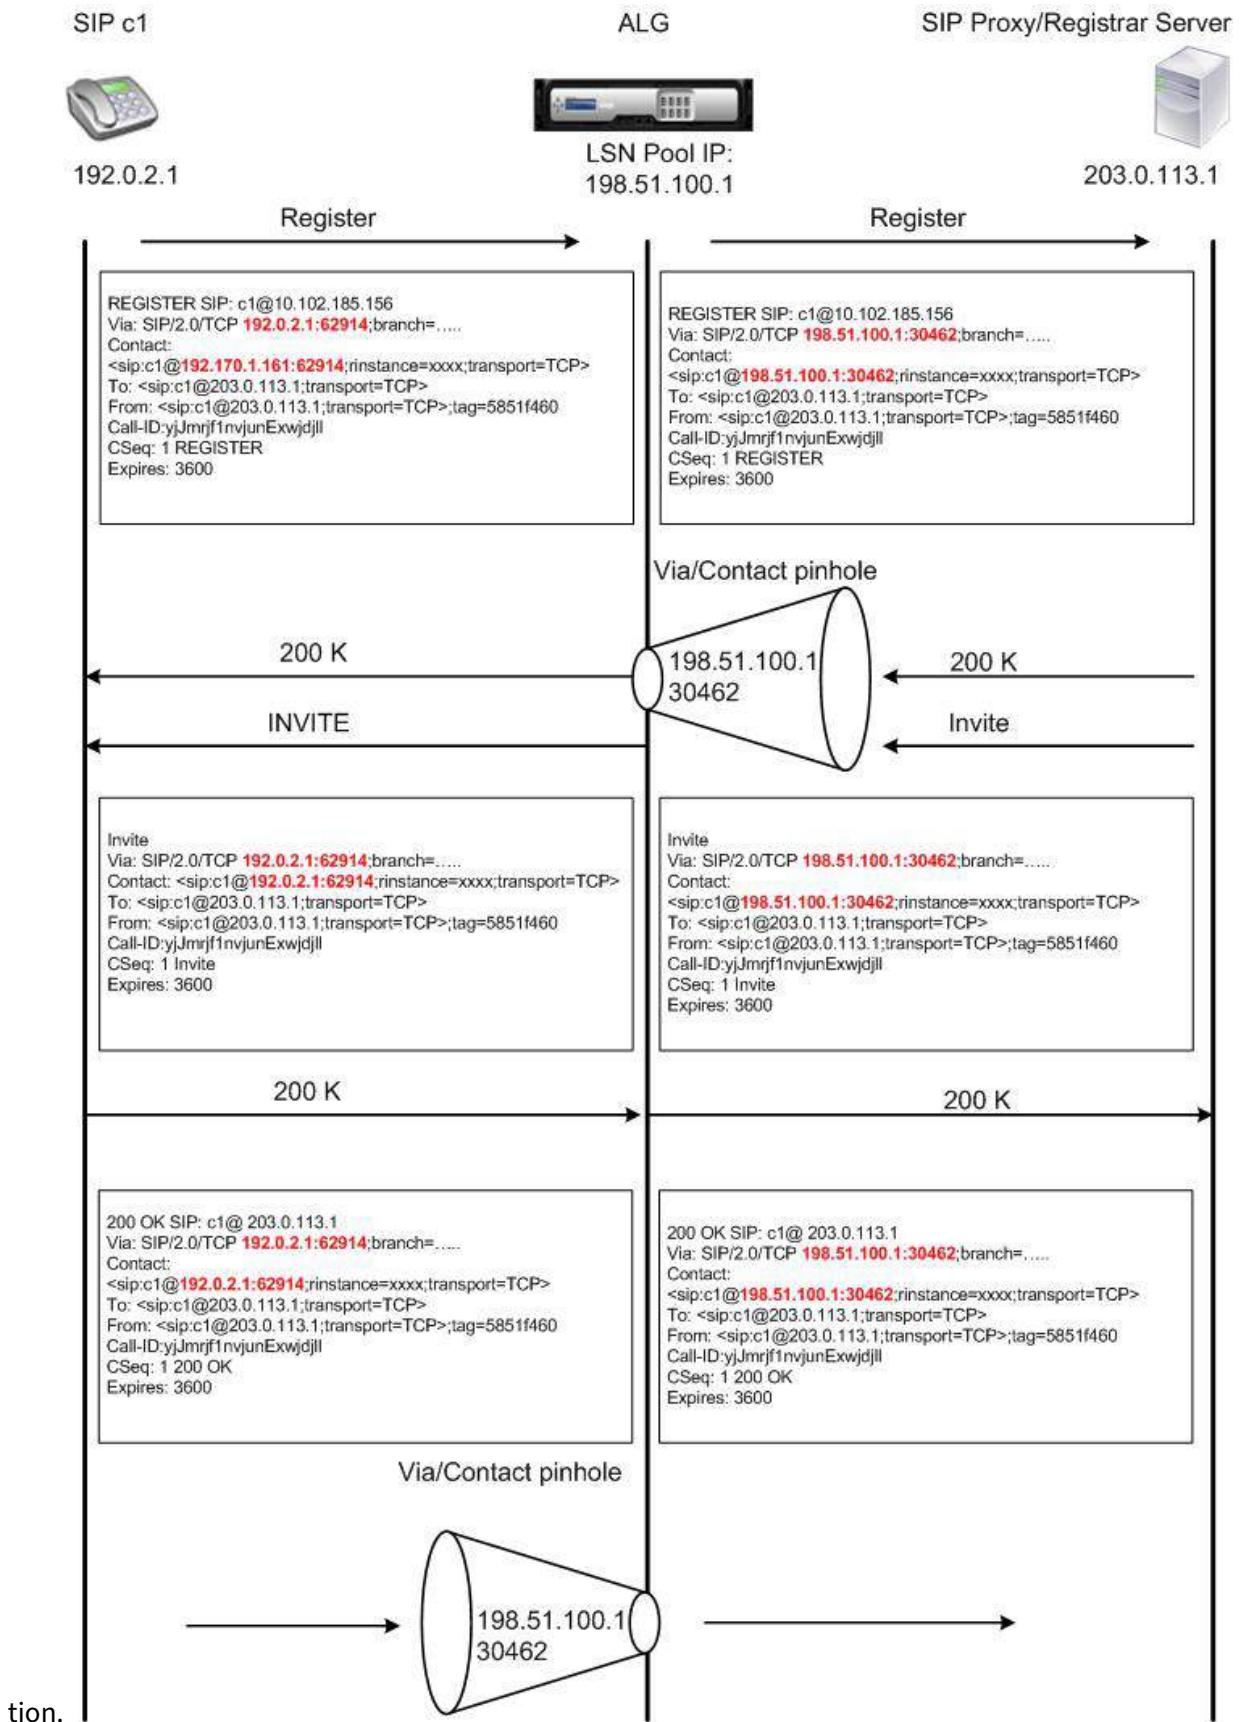 SIP c1
ALG
SIP Proxy/Registrar Server
192.0.2.1
LSN Pool IP:
198.51.100.1
203.0.113.1
Register
Register
REGISTER SIP: c1@10.102.185.156
Via: SIP/2.0/TCP 192.0.2.1:62914;branch=.....
Contact:
<sip:c1@192.170.1.161:62914;rinstance=xxxx;transport=TCP>
To: <sip:c1@203.0.113.1;transport=TCP>
From: <sip:c1@203.0.113.1;transport=TCP>;tag=5851f460
Call-ID:yjJmrjf1nvjunExwjdjll
CSeq: 1 REGISTER
Expires: 3600
REGISTER SIP: c1@10.102.185.156
Via: SIP/2.0/TCP 198.51.100.1:30462;branch=.....
Contact:
<sip:c1@198.51.100.1:30462;rinstance=xxxx;transport=TCP>
To: <sip:c1@203.0.113.1;transport=TCP>
From: <sip:c1@203.0.113.1;transport=TCP>;tag=5851f460
Call-ID:yjJmrjf1nvjunExwjdjll
CSeq: 1 REGISTER
Expires: 3600
Via/Contact pinhole
200 K
198.51.100.1
30462
200 K
INVITE
Invite
Invite
Via: SIP/2.0/TCP 192.0.2.1:62914;branch=.....
Contact: <sip:c1@192.0.2.1:62914;rinstance=xxxx;transport=TCP>
To: <sip:c1@203.0.113.1;transport=TCP>
From: <sip:c1@203.0.113.1;transport=TCP>;tag=5851f460
Call-ID:yjJmrjf1nvjunExwjdjll
CSeq: 1 Invite
Expires: 3600
Invite
Via: SIP/2.0/TCP 198.51.100.1:30462;branch=.....
Contact:
<sip:c1@198.51.100.1:30462;rinstance=xxxx;transport=TCP>
To: <sip:c1@203.0.113.1;transport=TCP>
From: <sip:c1@203.0.113.1;transport=TCP>;tag=5851f460
Call-ID:yjJmrjf1nvjunExwjdjll
CSeq: 1 Invite
Expires: 3600
200 K
200 K
200 OK SIP: c1@ 203.0.113.1
Via: SIP/2.0/TCP 192.0.2.1:62914;branch=.....
Contact:
<sip:c1@192.0.2.1:62914;rinstance=xxxx;transport=TCP>
To: <sip:c1@203.0.113.1;transport=TCP>
From: <sip:c1@203.0.113.1;transport=TCP>;tag=5851f460
Call-ID:yjJmrjf1nvjunExwjdjll
CSeq: 1 200 OK
Expires: 3600
200 OK SIP: c1@ 203.0.113.1
Via: SIP/2.0/TCP 198.51.100.1:30462;branch=.....
Contact:
<sip:c1@198.51.100.1:30462;rinstance=xxxx;transport=TCP>
To: <sip:c1@203.0.113.1;transport=TCP>
From: <sip:c1@203.0.113.1;transport=TCP>;tag=5851f460
Call-ID:yjJmrjf1nvjunExwjdjll
CSeq: 1 200 OK
Expires: 3600
Via/Contact pinhole
198.51.100.1
30462
tion.